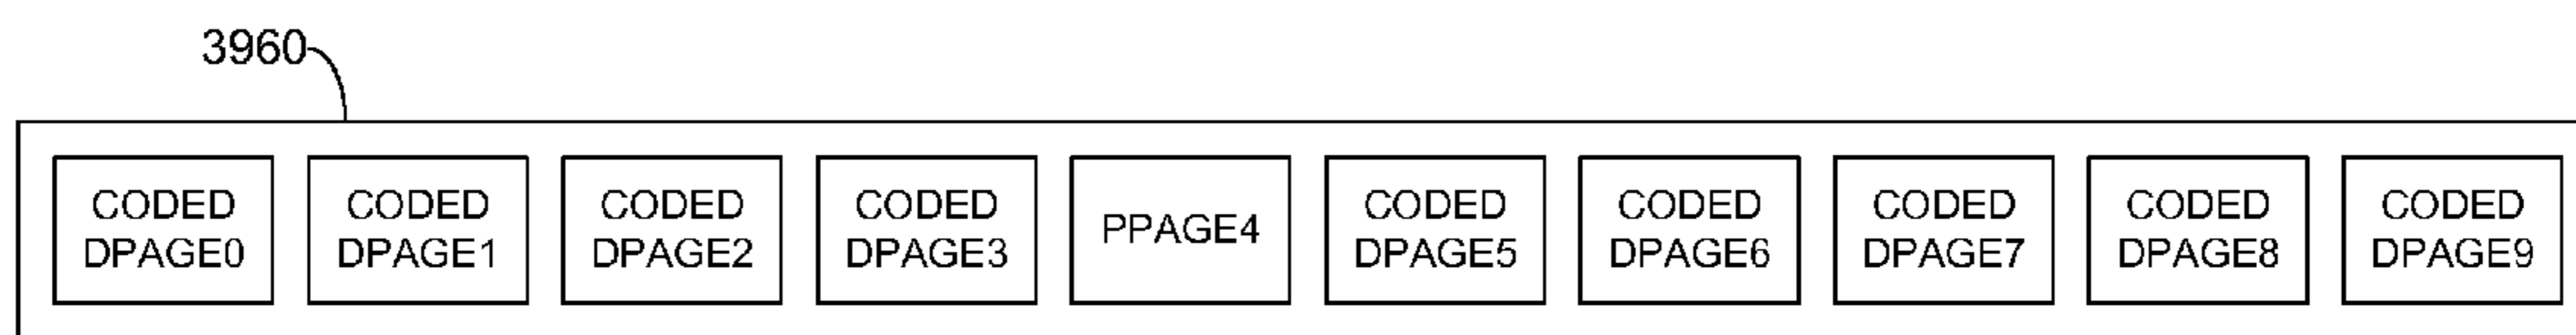 3960
CODED DPAGE0
CODED DPAGE1
CODED DPAGE2
CODED DPAGE3
PPAGE4
CODED DPAGE5
CODED DPAGE6
CODED DPAGE7
CODED DPAGE8
CODED DPAGE9